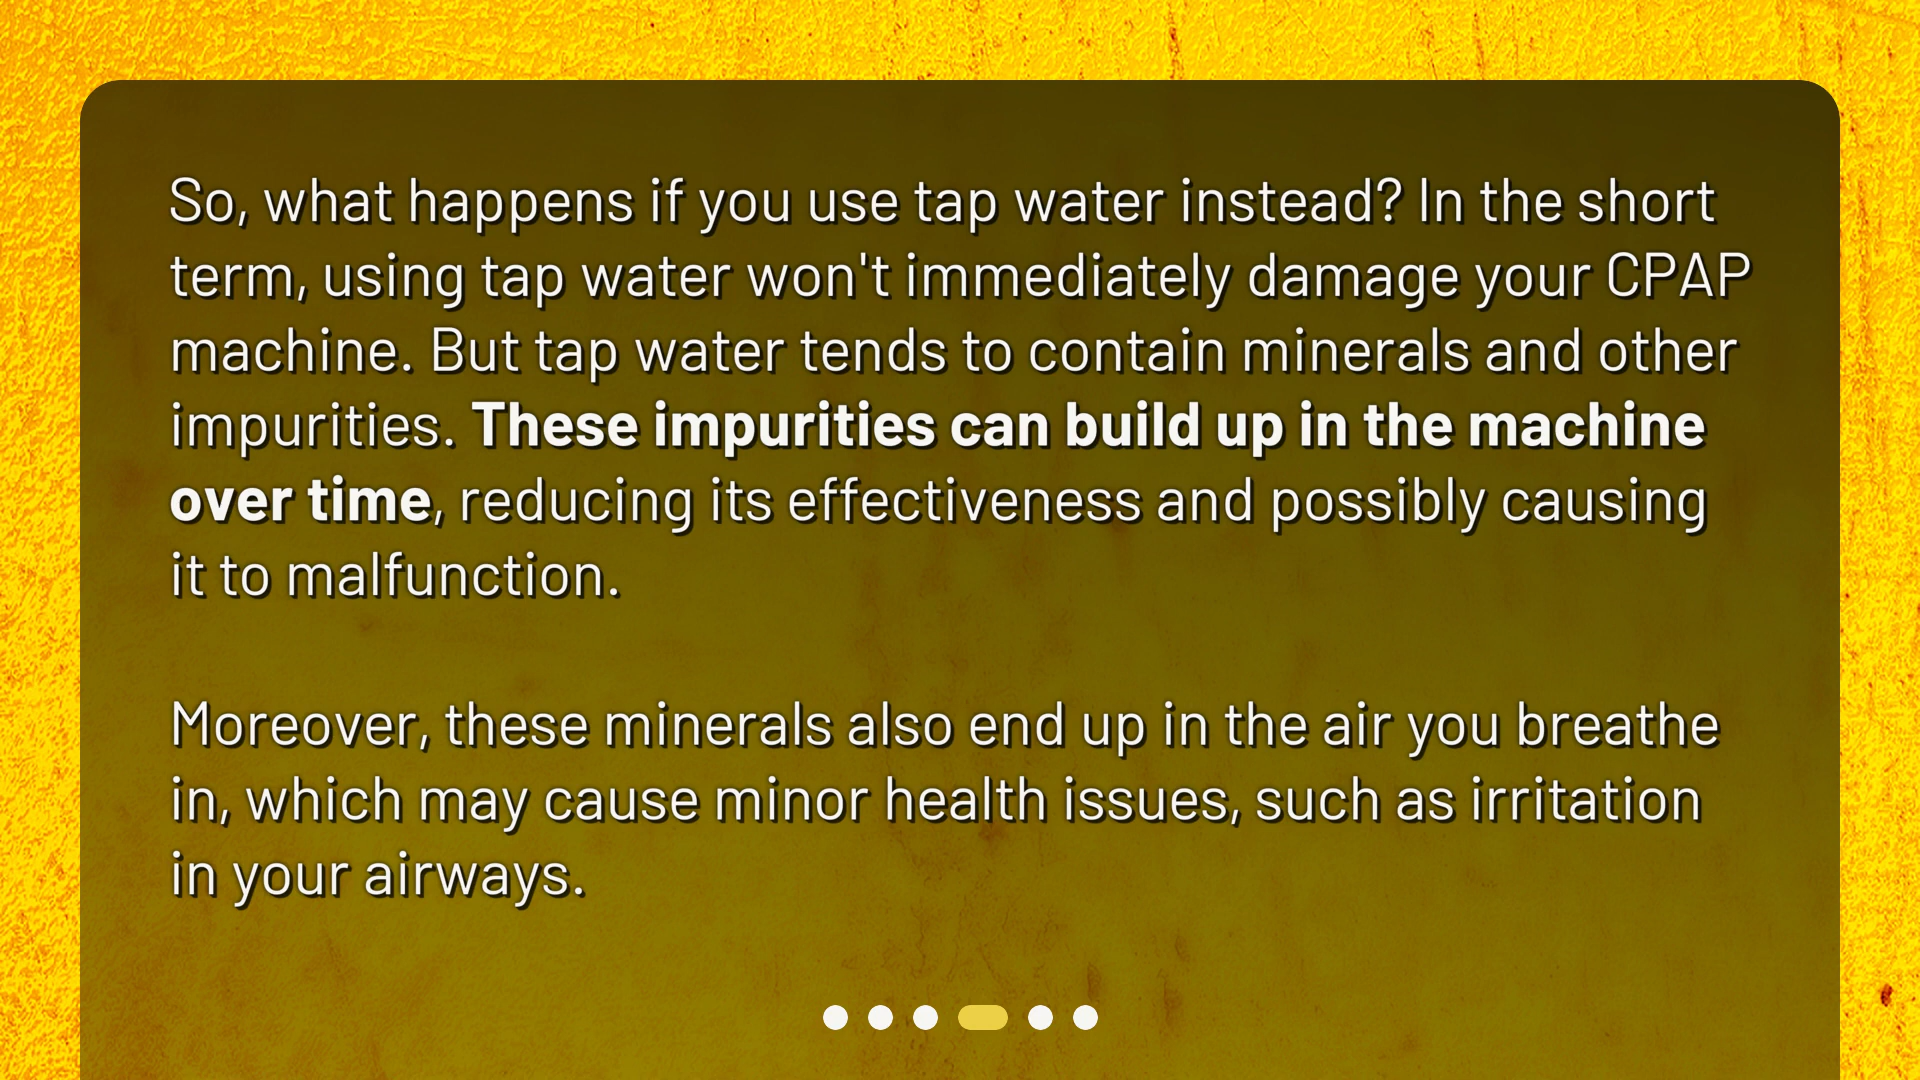 So, what happens if you use tap water instead? In the short
term, using tap water won't immediately damage your CPAP
machine. But tap water tends to contain minerals and other
impurities. These impurities can build up in the machine
over time, reducing its effectiveness and possibly causing
it to malfunction.
Moreover, these minerals also end up in the air you breathe
in, which may cause minor health issues, such as irritation
in your airways.